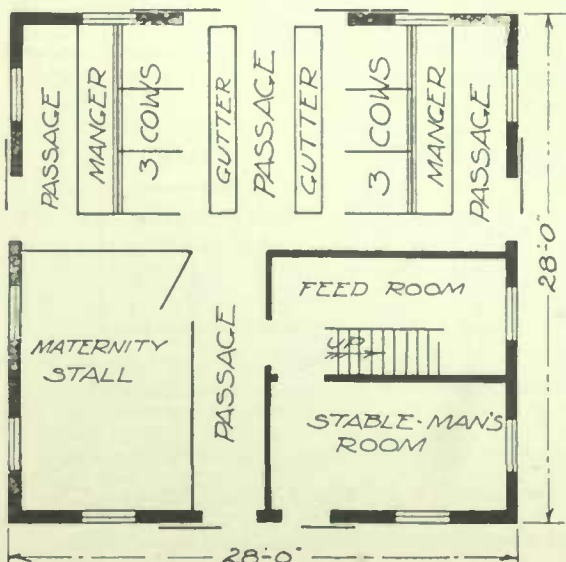 PASSAGE
MANGER
3 COWS
GUTTER
PASSAGE
GUTTER
3 COWS
MANGER
PASSAGE
28'-0"
FEED ROOM
UP
MATERNITY
STALL
PASSAGE
STABLE-MAN'S
ROOM
28'-0"